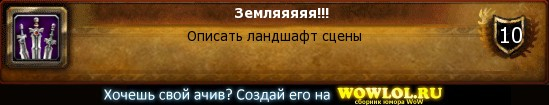 Земляяяяя!!!
Описать ландшафт сцены
10
Хочешь свой ачив? Создай его на WOWLOL.RU
сборник юмора WoW